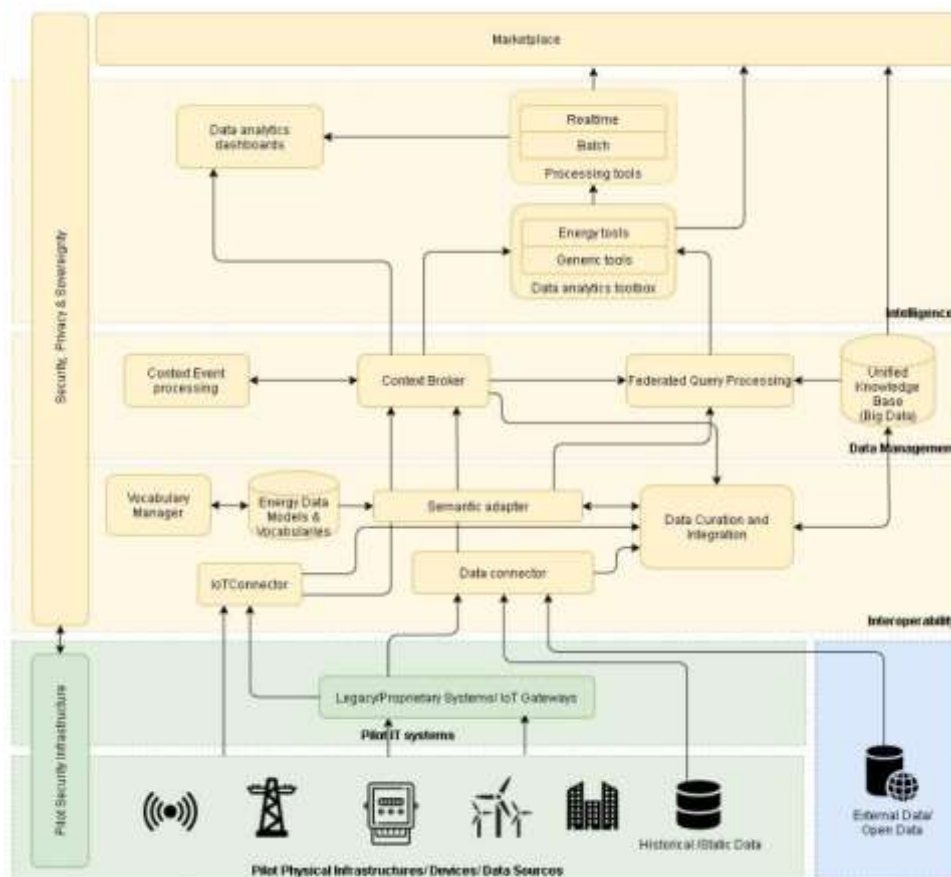 Marketplace
Security, Privacy & Sovereignty
Realtime
Batch
Processing tools
Data analytics
dashboards
Energy tools
Generic tools
Data analytics toolbox
Intelligence
Context Event
processing
Context Broker
Federated Query Processing
Unified
Knowledge
Base
(Big Data)
Data Management
Vocabulary
Manager
Energy Data
Models &
Vocabularies
Semantic adapter
Data Curation and
Integration
IoTConnector
Data connector
Interoperability
Pilot Security Infrastructure
Legacy/Proprietary Systems/ IoT Gateways
Pilot IT systems
Historical /Static Data
External Data/
Open Data
Pilot Physical Infrastructures/ Devices/ Data Sources